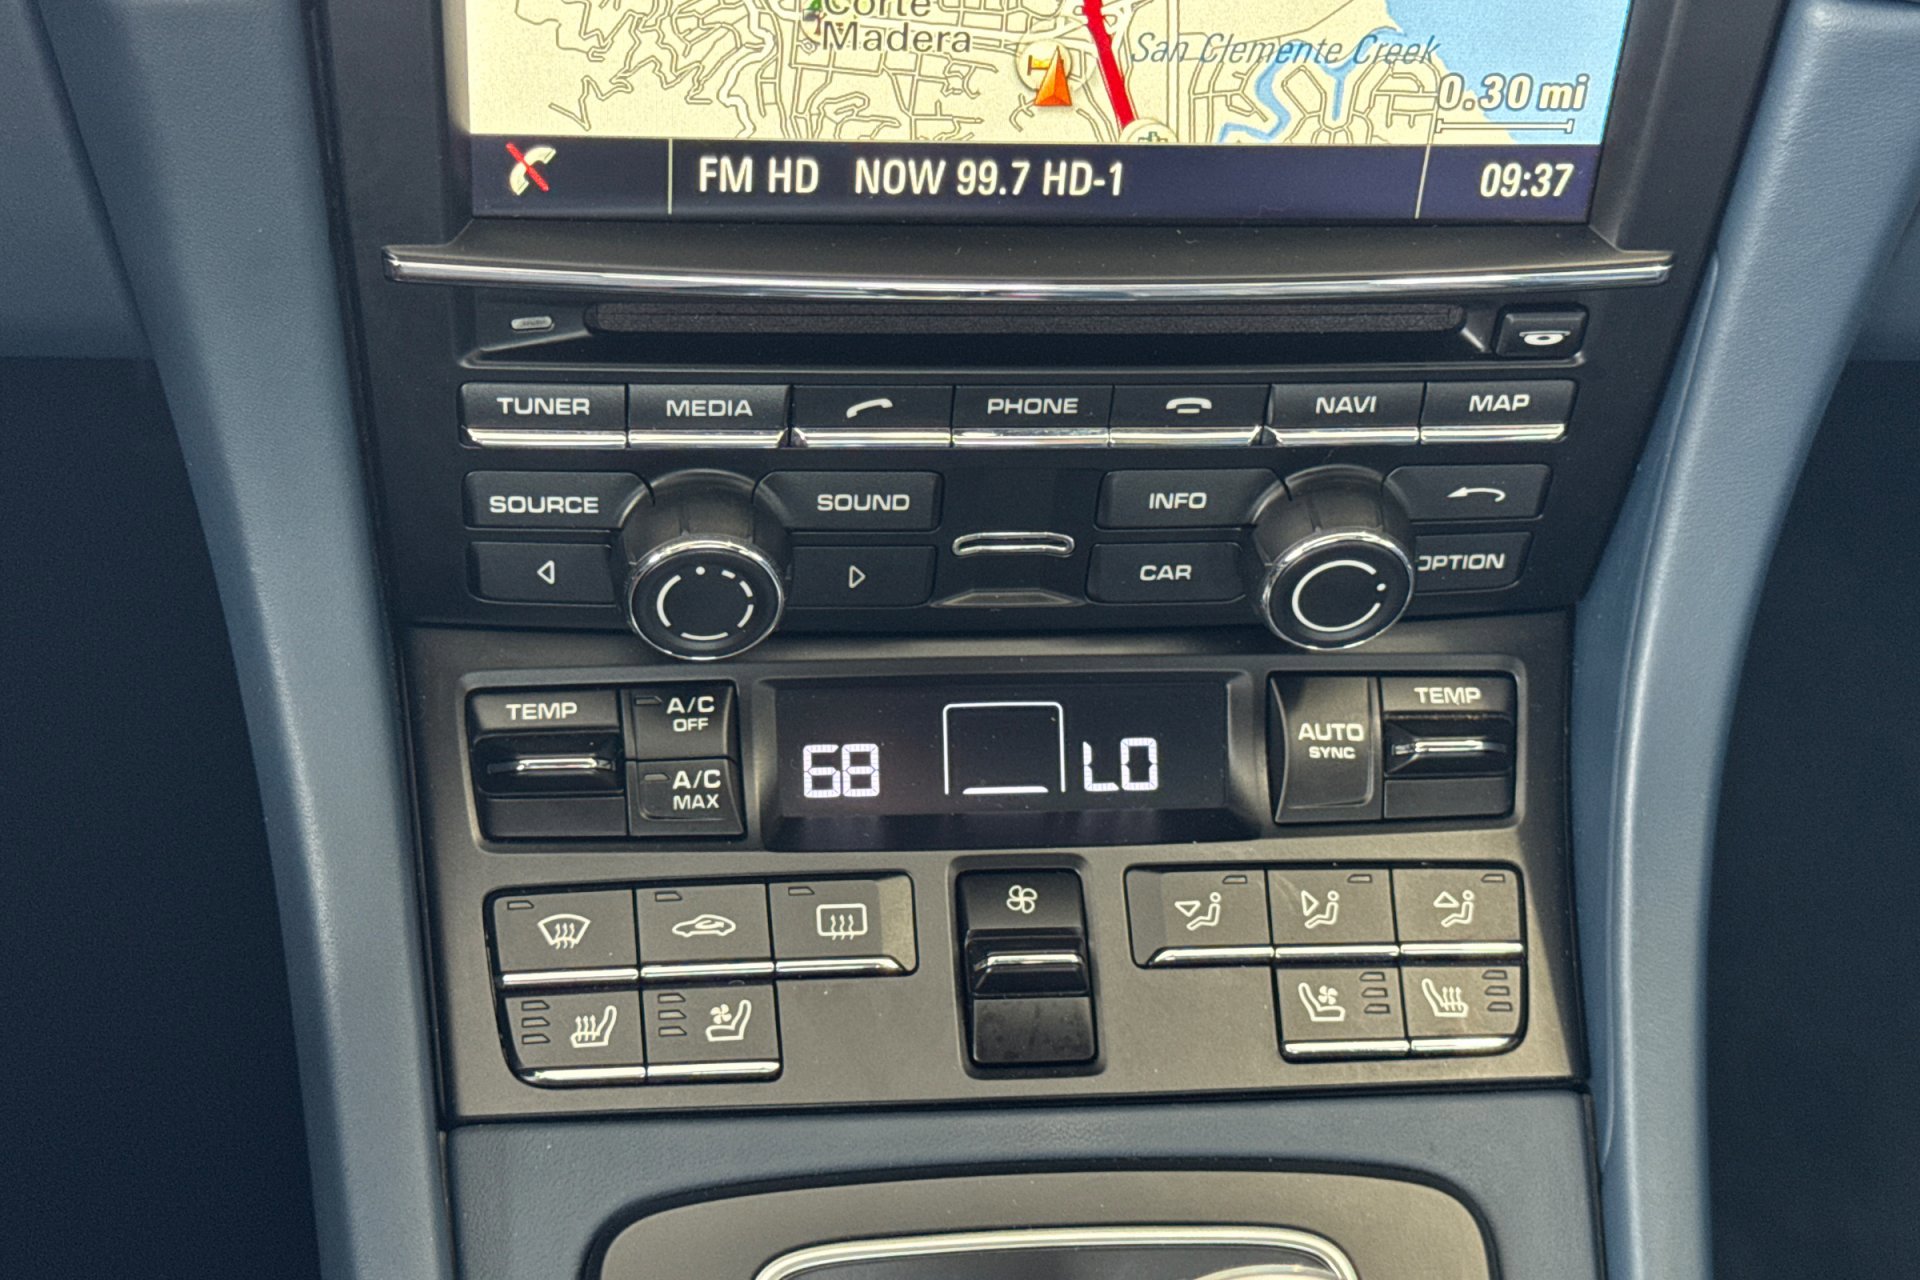 Corte
Madera
San Clemente Creek
0.30 mi
FM HD NOW 99.7 HD-1 09:37
TUNER MEDIA PHONE NAVI MAP
SOURCE SOUND INFO
CAR OPTION
TEMP A/C OFF
A/C MAX
68 LO
AUTO SYNC
TEMP